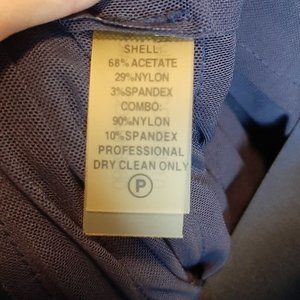 SHELL:
68% ACETATE
29%NYLON
3%SPANDEX
COMBO:
90%NYLON
10%SPANDEX
PROFESSIONAL
DRY CLEAN ONLY
P